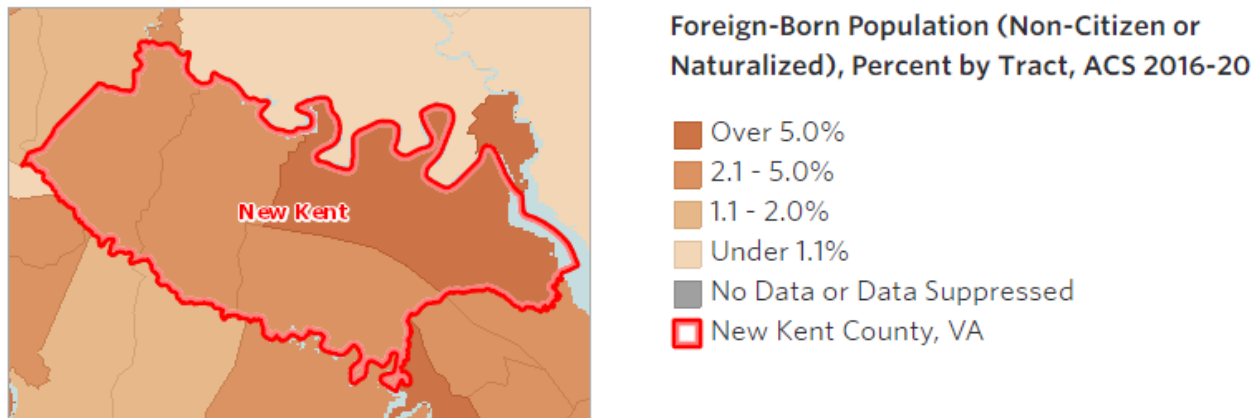 Foreign-Born Population (Non-Citizen or
Naturalized), Percent by Tract, ACS 2016-20
Over 5.0%
2.1 - 5.0%
1.1 - 2.0%
Under 1.1%
No Data or Data Suppressed
New Kent County, VA
New Kent